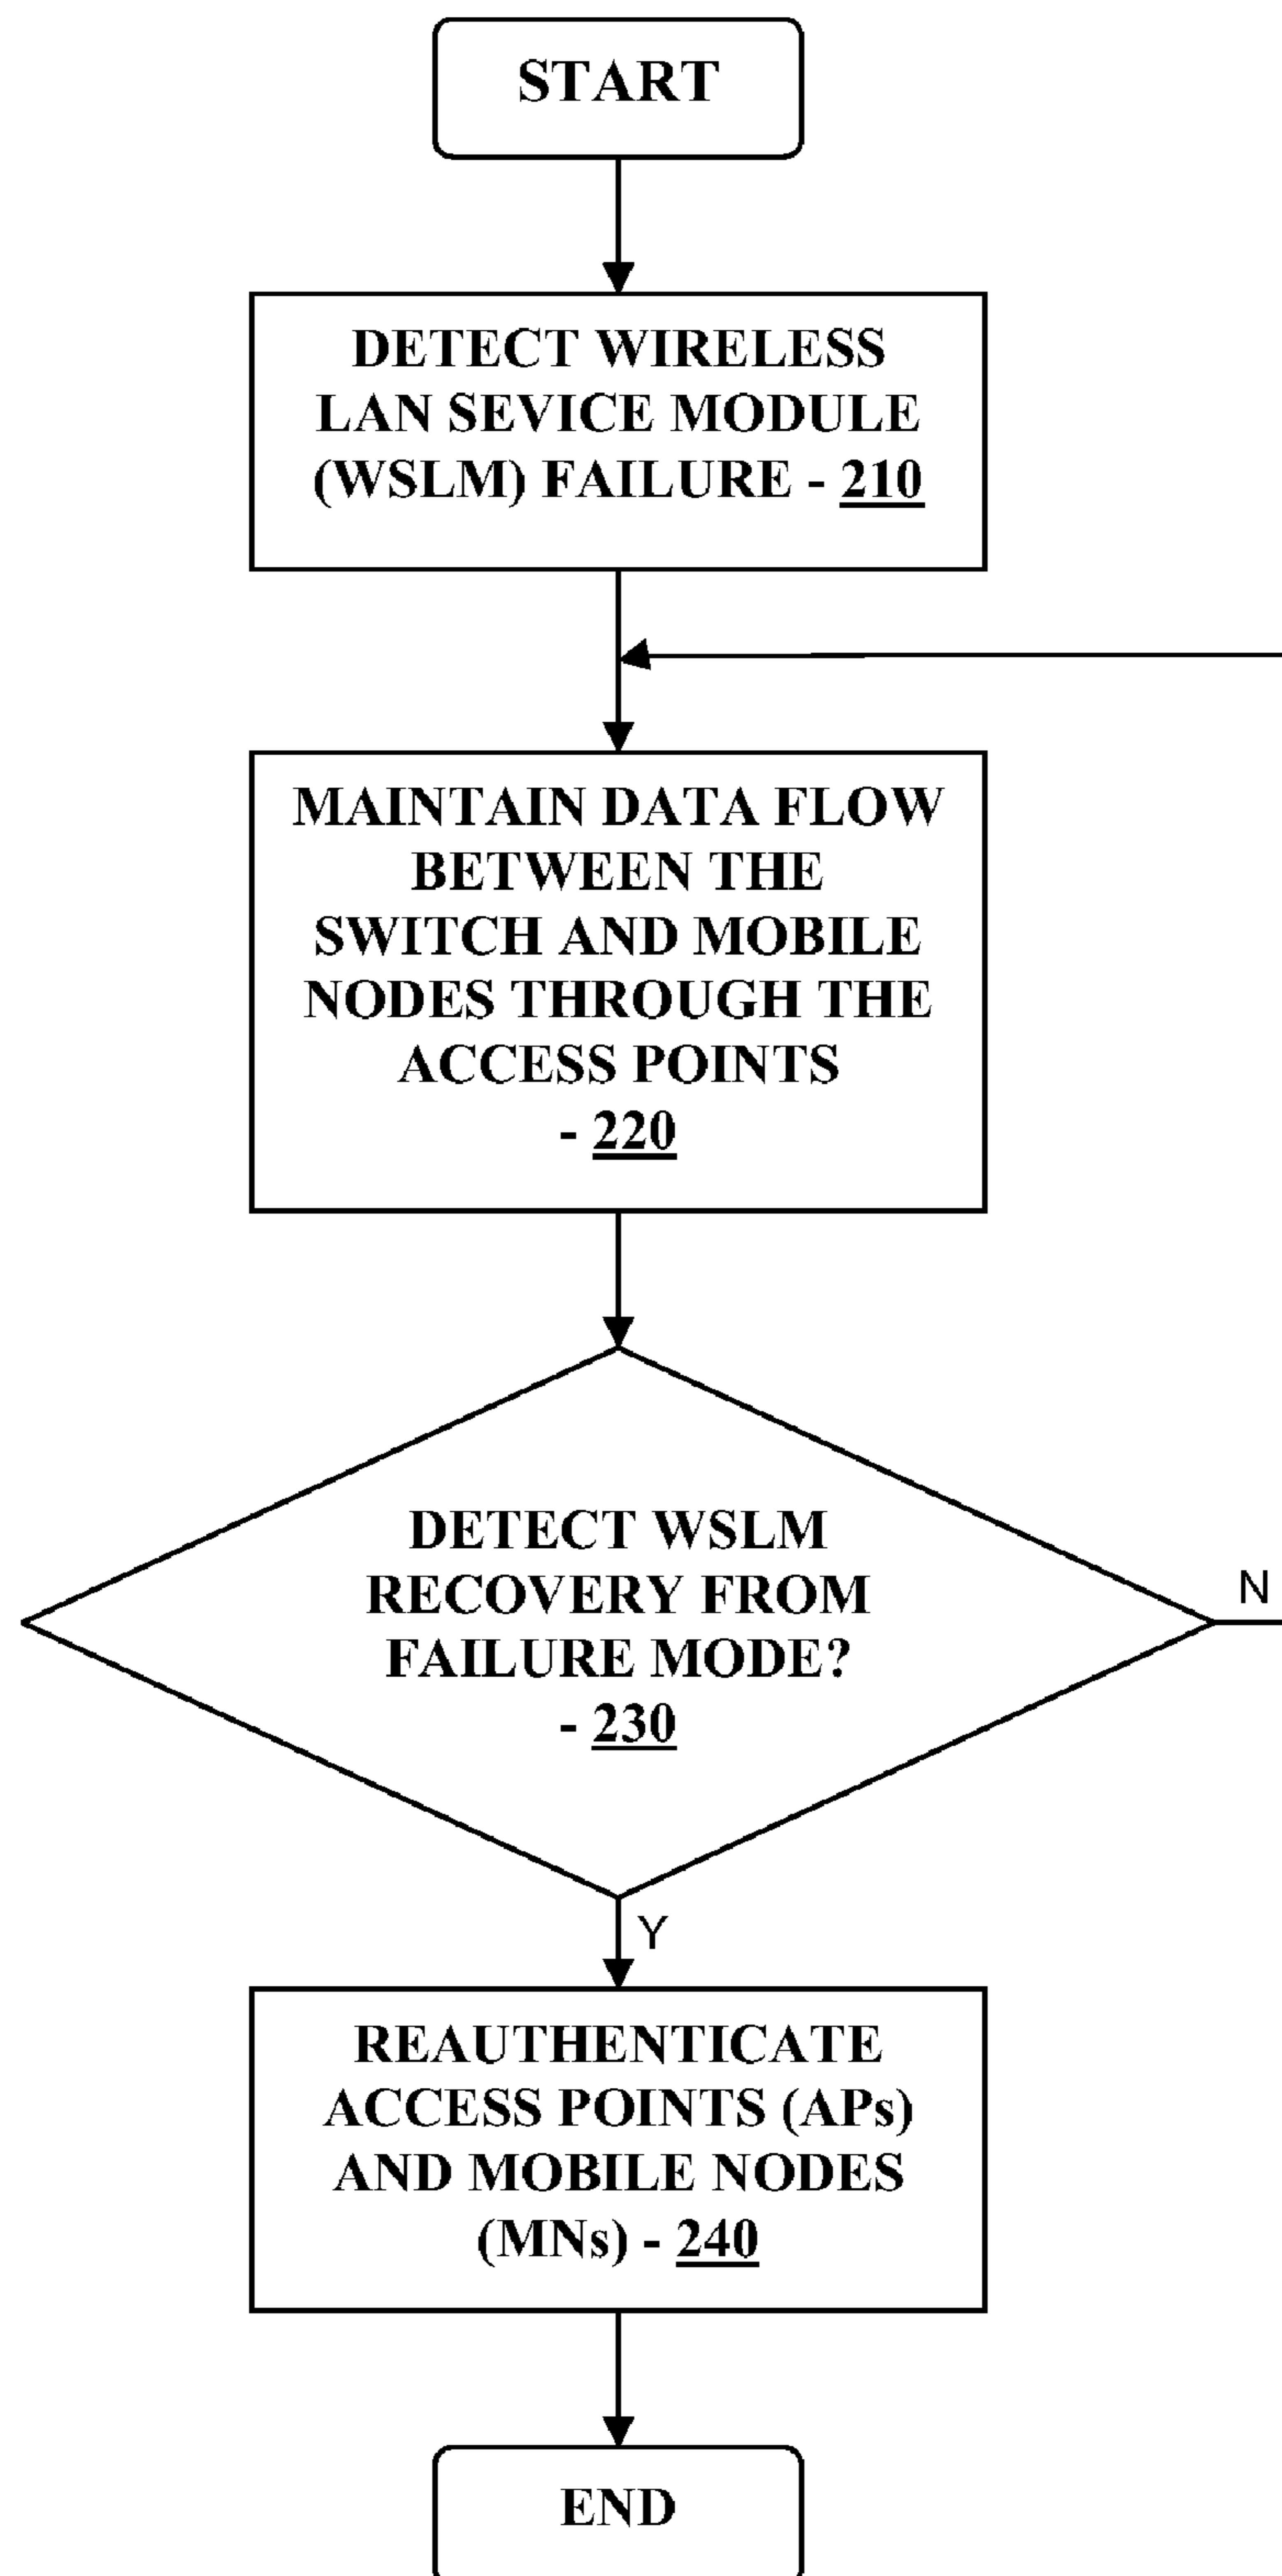 START
DETECT WIRELESS
LAN SEVICE MODULE
(WSLM) FAILURE - 210
MAINTAIN DATA FLOW
BETWEEN THE
SWITCH AND MOBILE
NODES THROUGH THE
ACCESS POINTS
- 220
DETECT WSLM
RECOVERY FROM
FAILURE MODE?
- 230
N
Y
REAUTHENTICATE
ACCESS POINTS (APs)
AND MOBILE NODES
(MNs) - 240
END